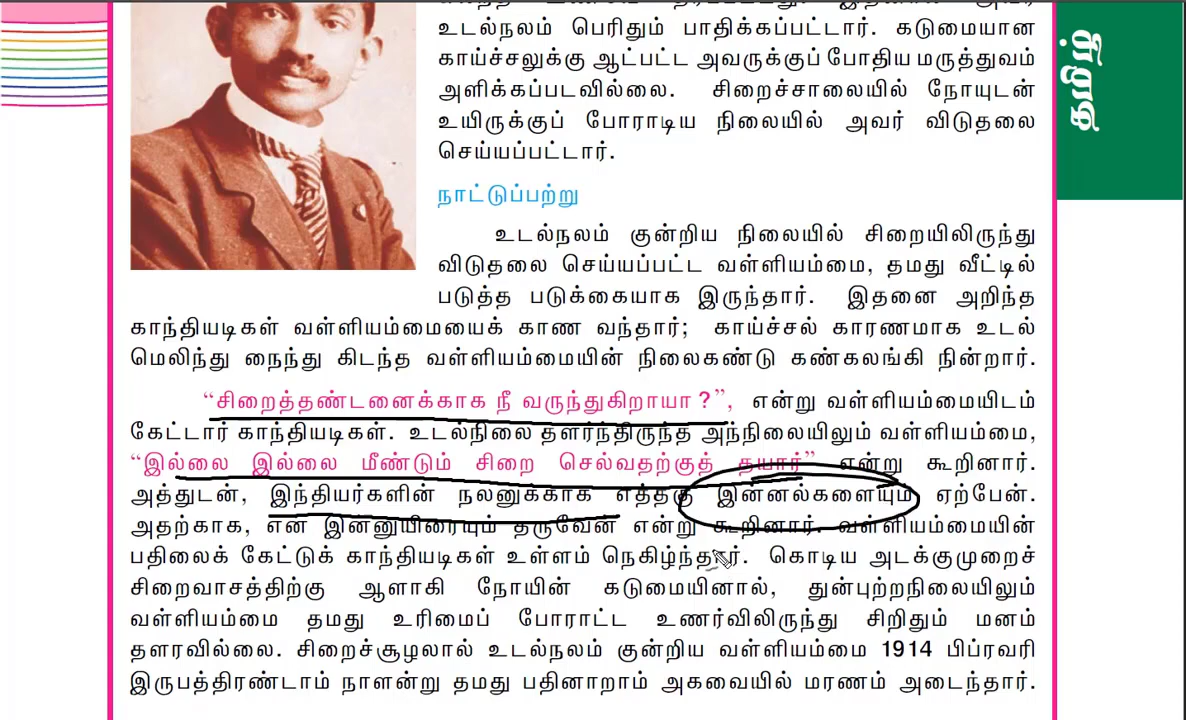 உடல்நலம் பெரிதும் பாதிக்கப்பட்டார். கடுமையான
காய்ச்சலுக்கு ஆட்பட்ட அவருக்குப் போதிய மருத்துவம்
அளிக்கப்படவில்லை. சிறைச்சாலையில் நோயுடன்
உயிருக்குப் போராடிய நிலையில் அவர் விடுதலை
செய்யப்பட்டார்.
நாட்டுப்பற்று
உடல்நலம் குன்றிய நிலையில் சிறையிலிருந்து
விடுதலை செய்யப்பட்ட வள்ளியம்மை, தமது வீட்டில்
படுத்த படுக்கையாக இருந்தார். இதனை அறிந்த
காந்தியடிகள் வள்ளியம்மையைக் காண வந்தார்; காய்ச்சல் காரணமாக உடல்
மெலிந்து நைந்து கிடந்த வள்ளியம்மையின் நிலைகண்டு கண்கலங்கி நின்றார்.
“சிறைத்தண்டனைக்காக நீ வருந்துகிறாயா ?”, என்று வள்ளியம்மையிடம்
கேட்டார் காந்தியடிகள். உடல்நிலை தளர்ந்திருந்த அந்நிலையிலும் வள்ளியம்மை,
“இல்லை இல்லை மீண்டும் சிறை செல்வதற்குத் தயார்” என்று கூறினார்.
அத்துடன், இந்தியர்களின் நலனுக்காக எத்தகு இன்னல்களையும் ஏற்பேன்.
அதற்காக, என் இன்னுயிரையும் தருவேன் என்று கூறினார். வள்ளியம்மையின்
பதிலைக் கேட்டுக் காந்தியடிகள் உள்ளம் நெகிழ்ந்தார். கொடிய அடக்குமுறைச்
சிறைவாசத்திற்கு ஆளாகி நோயின் கடுமையினால், துன்புற்றநிலையிலும்
வள்ளியம்மை தமது உரிமைப் போராட்ட உணர்விலிருந்து சிறிதும் மனம்
தளரவில்லை. சிறைச்சூழலால் உடல்நலம் குன்றிய வள்ளியம்மை 1914 பிப்ரவரி
இருபத்திரண்டாம் நாளன்று தமது பதினாறாம் அகவையில் மரணம் அடைந்தார்.
தமிழ்